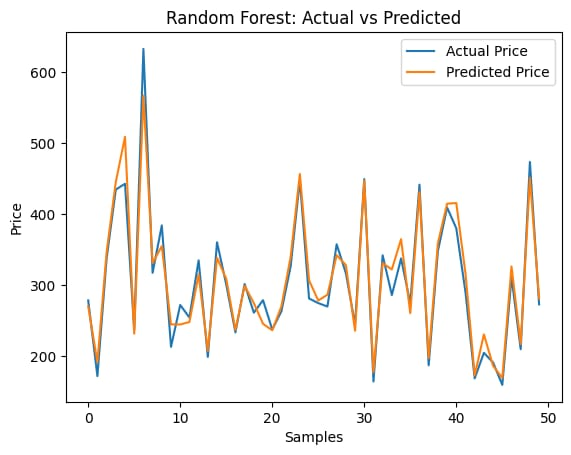 Random Forest: Actual vs Predicted
Actual Price
Predicted Price
600
500
400
300
200
Price
0 10 20 30 40 50
Samples